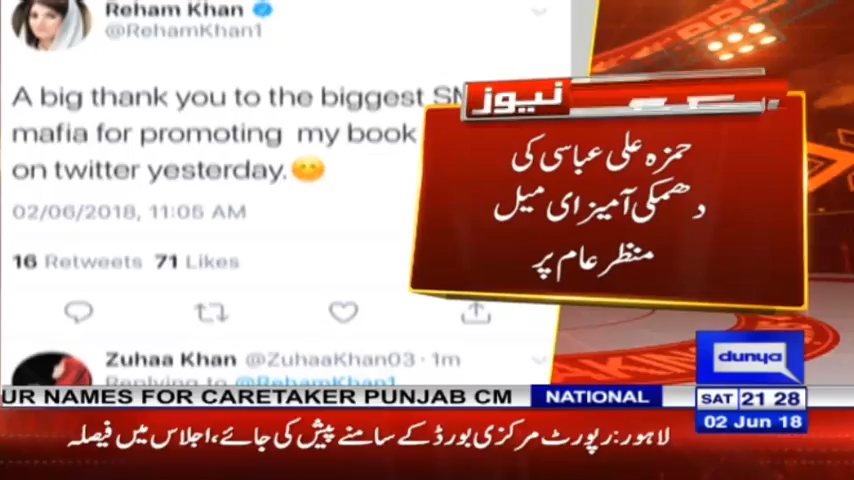 Reham Khan
@RehamKhan1
A big thank you to the biggest
mafia for promoting my book
on twitter yesterday.😊
02/06/2018, 11:05 AM
16 Retweets 71 Likes
Zuhaa Khan @ZuhaaKhan03 · 1m
Replying to @RehamKhan1
نیوز
حمزہ علی عباسی کی
دھمکی آمیز ای میل
منظر عام پر
dunya
UR NAMES FOR CARETAKER PUNJAB CM
NATIONAL
SAT 21 28
02 Jun 18
لاہور: رپورٹ مرکزی بورڈ کے سامنے پیش کی جائے، اجلاس میں فیصلہ